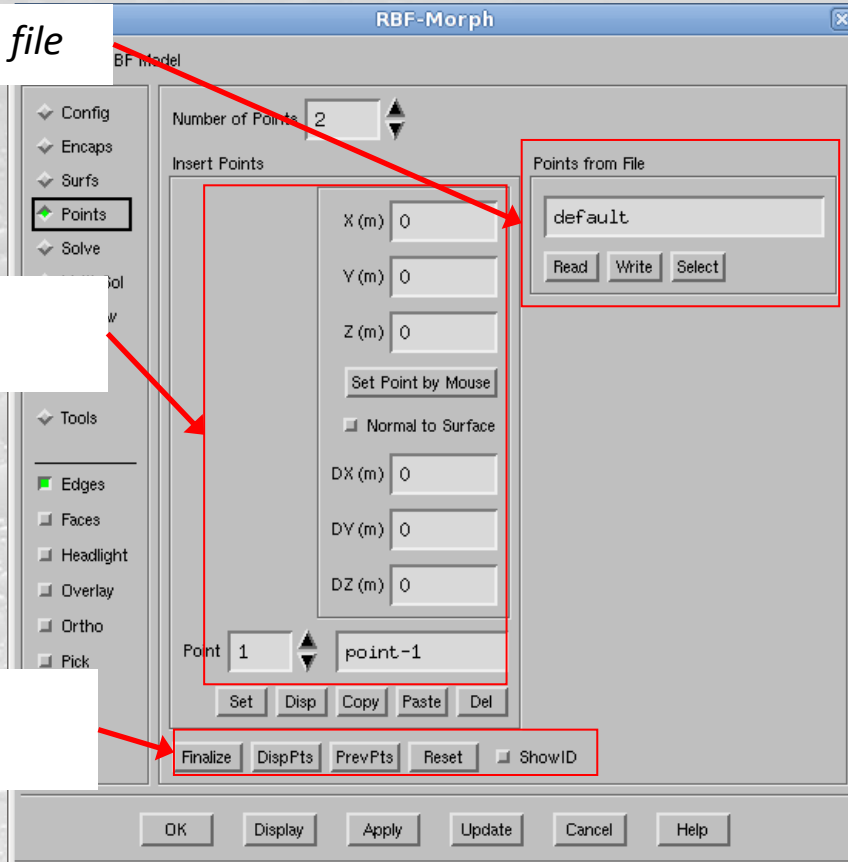 RBF-Morph
file
BF Model
Config
Encaps
Surfs
Points
Solve
Sol
w
Tools
Edges
Faces
Headlight
Overlay
Ortho
Pick
Number of Points 2
Insert Points
X (m) 0
Y (m) 0
Z (m) 0
Set Point by Mouse
Normal to Surface
DX (m) 0
DY (m) 0
DZ (m) 0
Point 1 point-1
Set Disp Copy Paste Del
Finalize DispPts PrevPts Reset ShowID
Points from File
default
Read Write Select
OK Display Apply Update Cancel Help